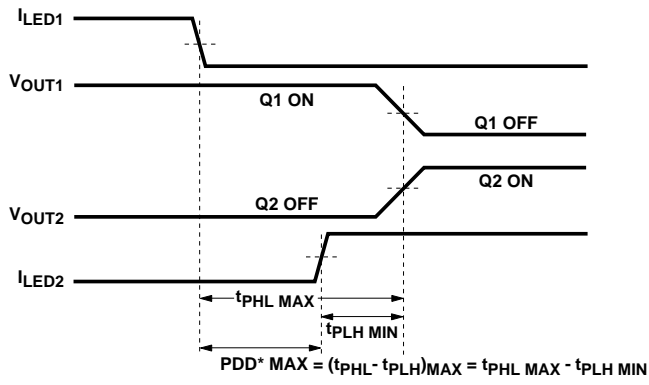 ILED1
VOUT1
Q1 ON
Q1 OFF
Q2 ON
Q2 OFF
VOUT2
ILED2
tPHL MAX
tPLH MIN
PDD* MAX = (tPHL- tPLH)MAX = tPHL MAX - tPLH MIN